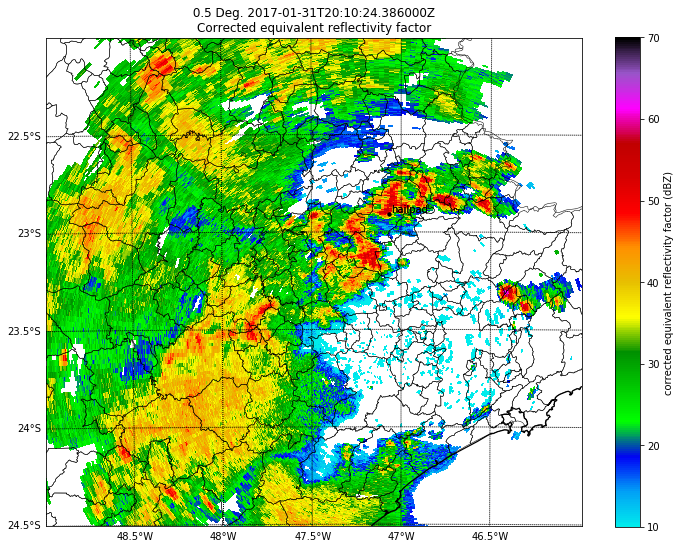 0.5 Deg. 2017-01-31T20:10:24.386000Z
Corrected equivalent reflectivity factor
70
60
50
40
30
20
10
corrected equivalent reflectivity factor (dBZ)
22.5°S
23°S
23.5°S
24°S
24.5°S
hailpad
48.5°W
48°W
47.5°W
47°W
46.5°W